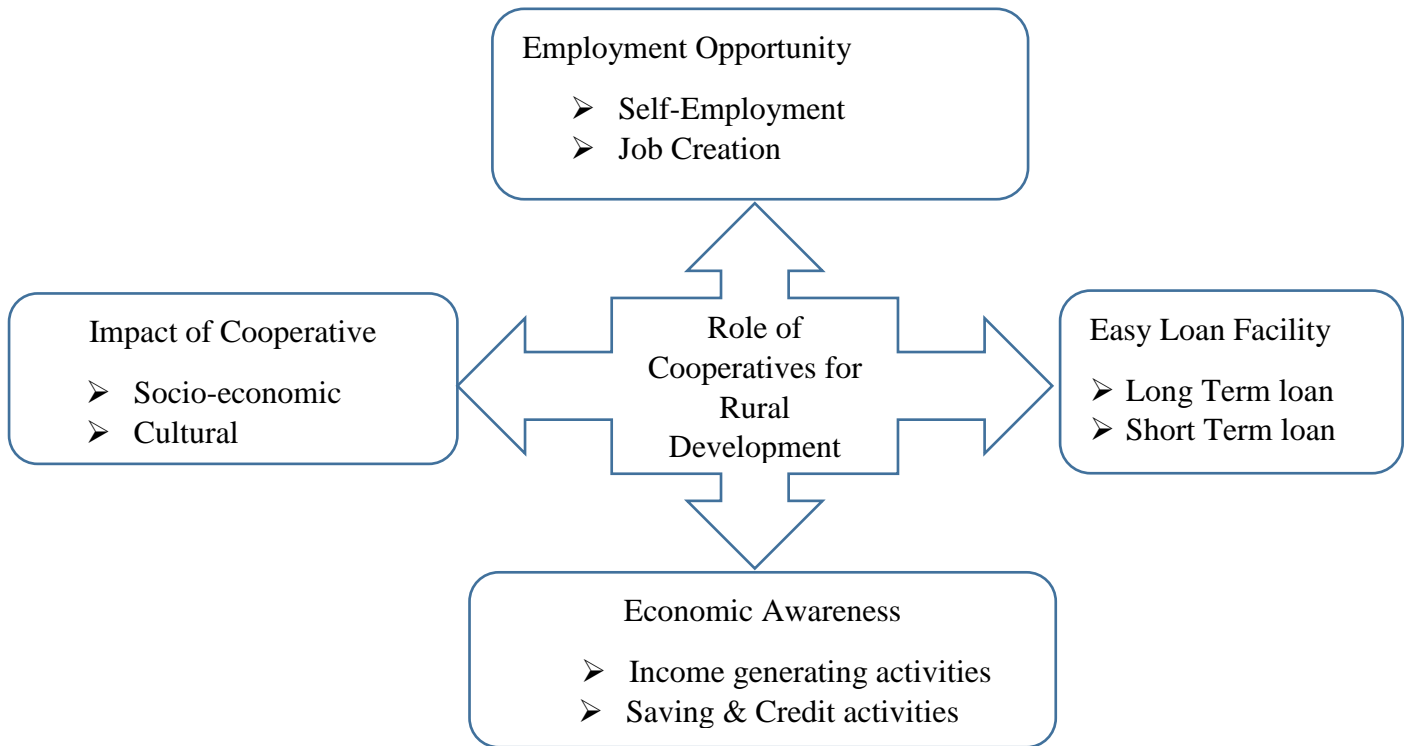 Employment Opportunity
➢ Self-Employment
➢ Job Creation
Impact of Cooperative
➢ Socio-economic
➢ Cultural
Role of
Cooperatives for
Rural
Development
Easy Loan Facility
➢ Long Term loan
➢ Short Term loan
Economic Awareness
➢ Income generating activities
➢ Saving & Credit activities